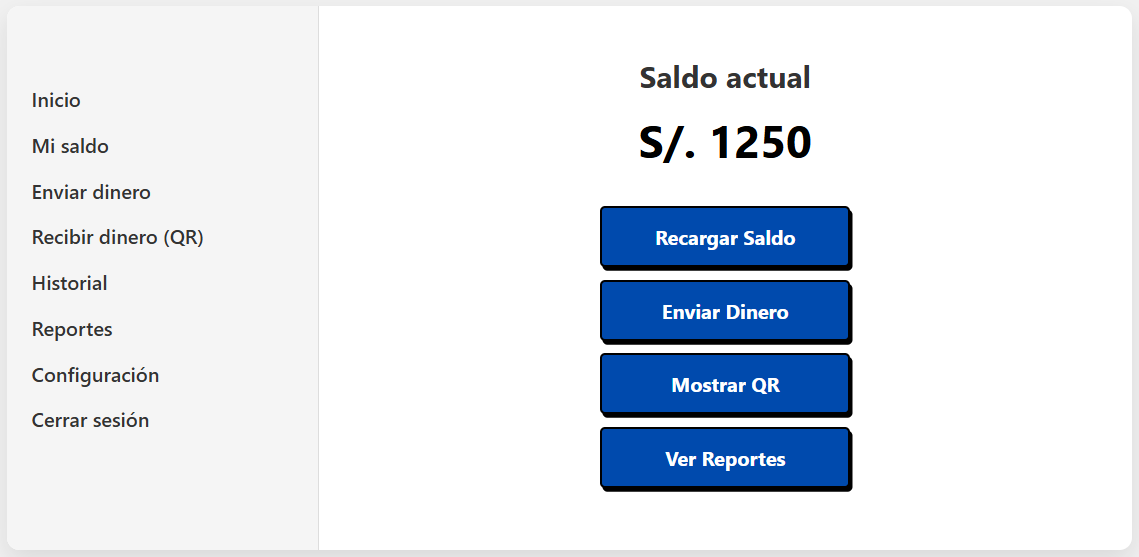 Inicio
Mi saldo
Enviar dinero
Recibir dinero (QR)
Historial
Reportes
Configuración
Cerrar sesión
Saldo actual
S/. 1250
Recargar Saldo
Enviar Dinero
Mostrar QR
Ver Reportes